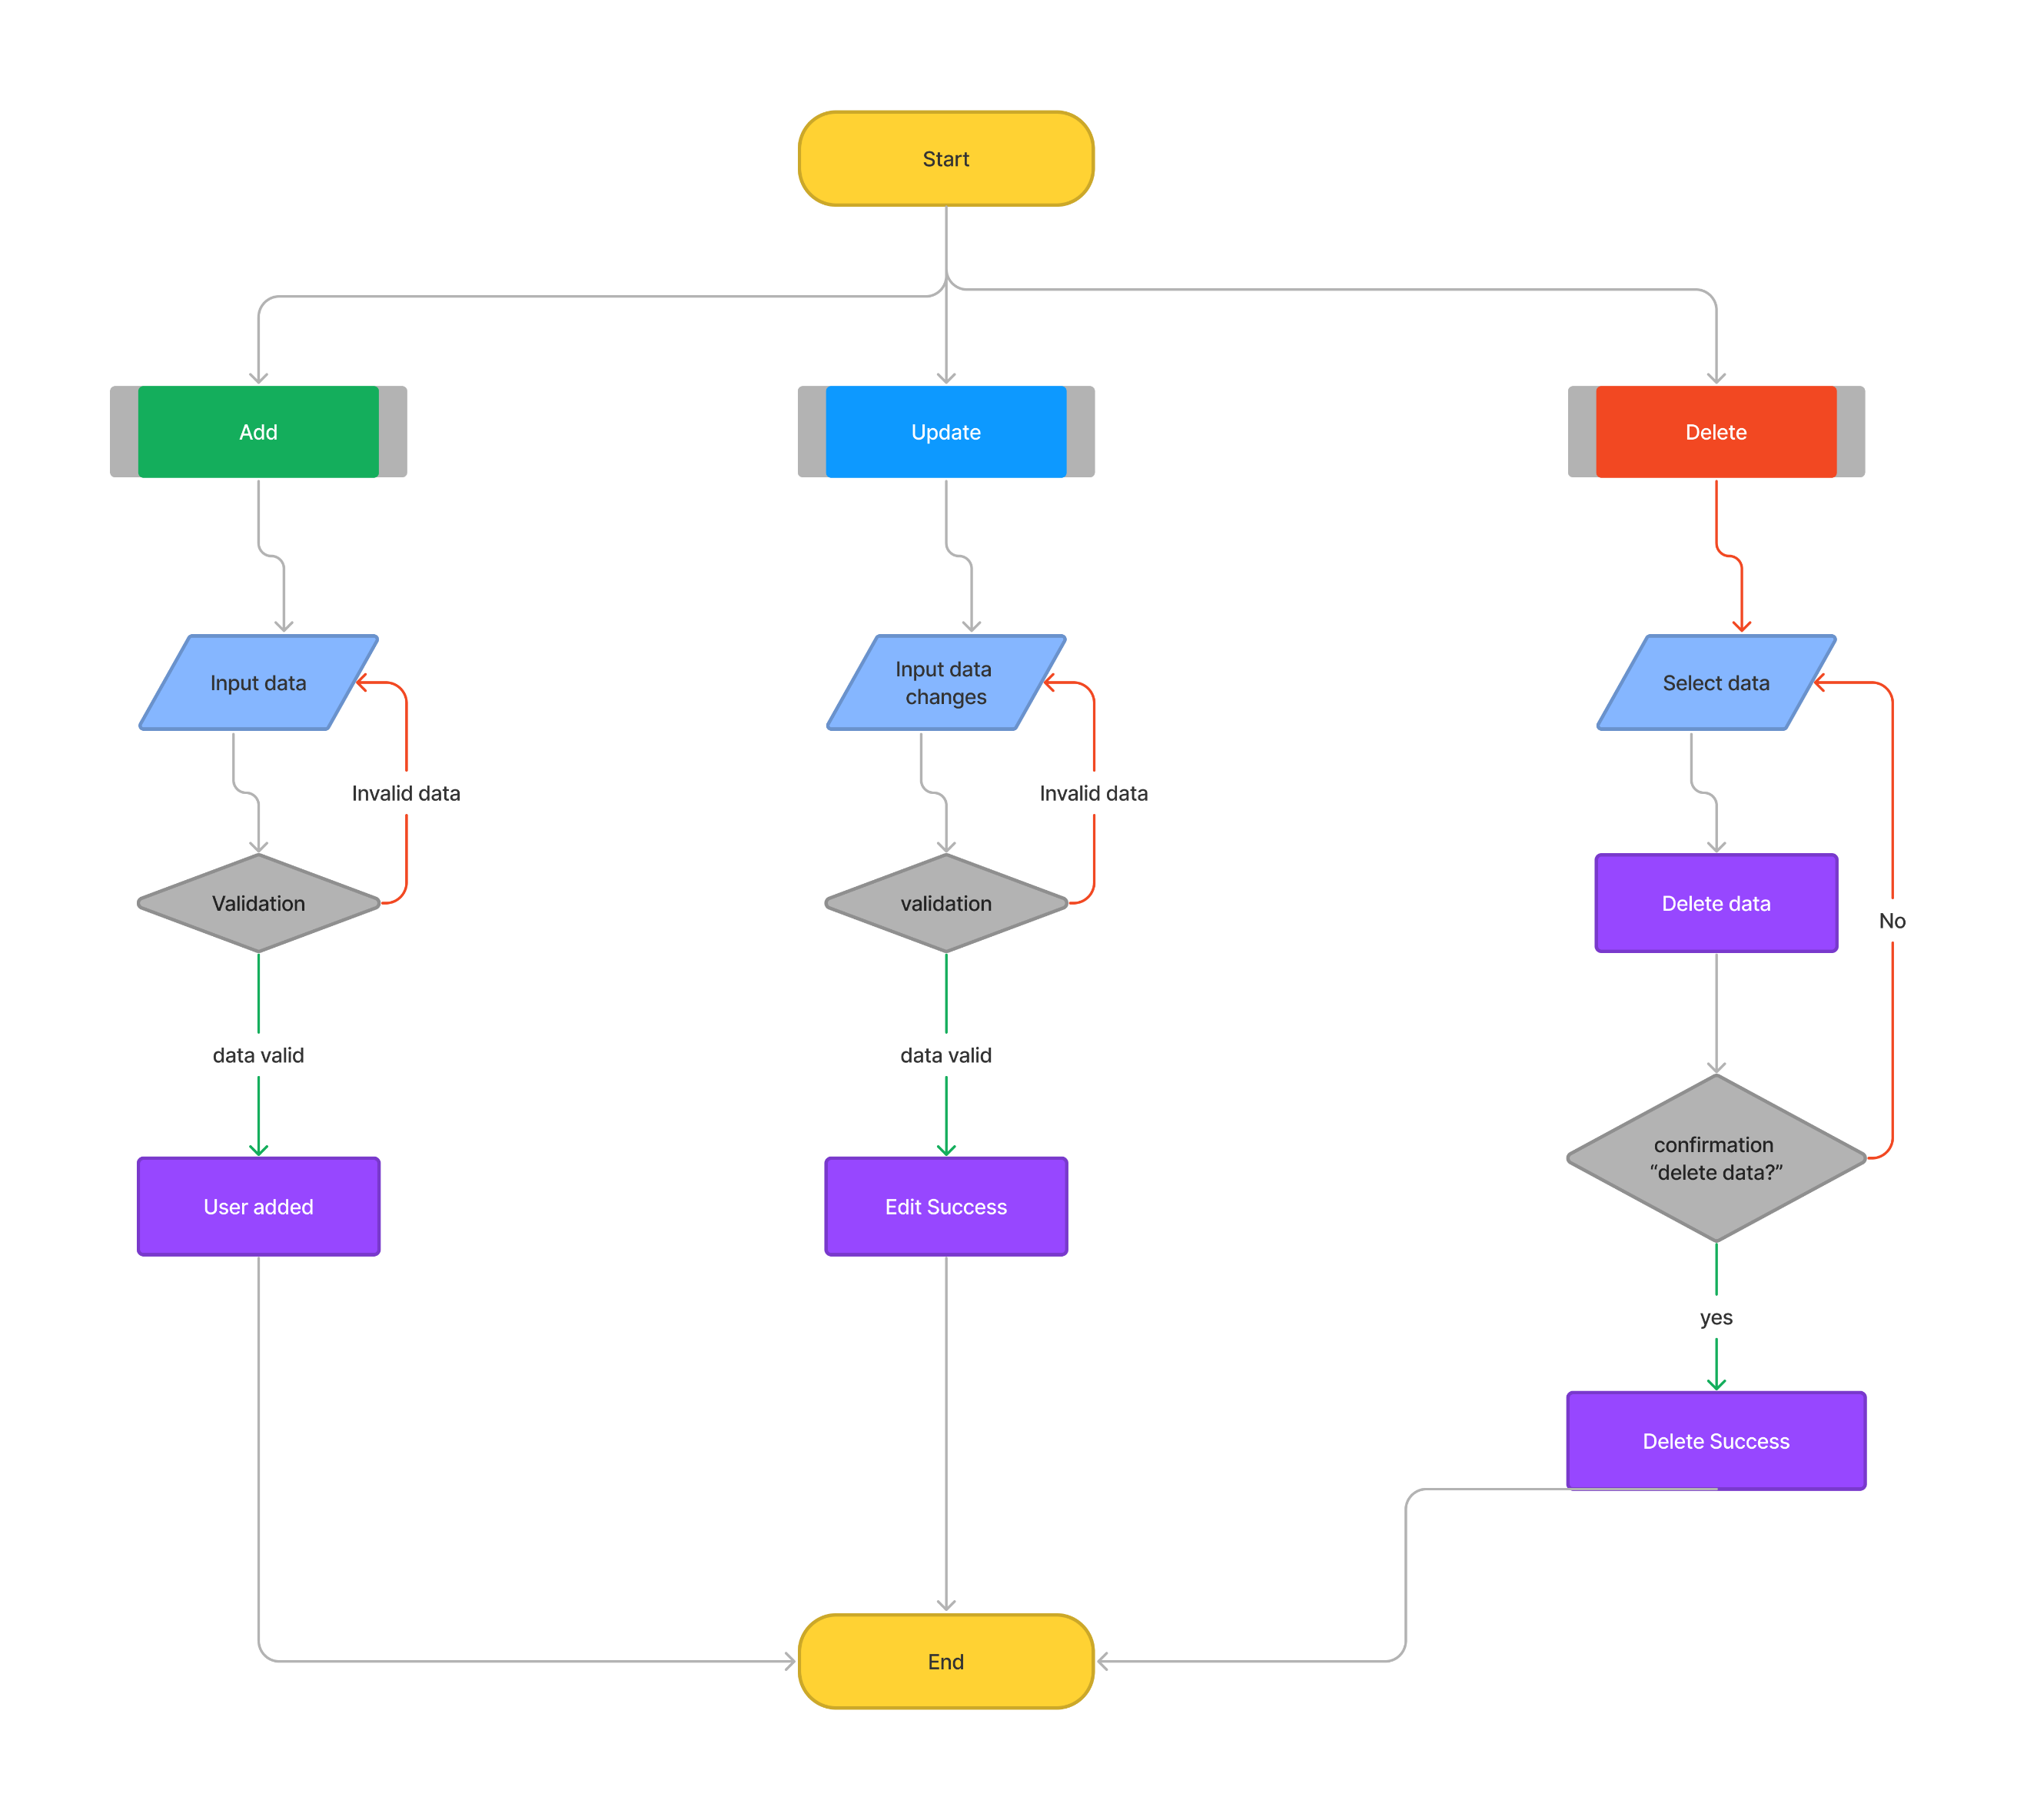 Start
Add
Update
Delete
Input data
Input data
changes
Select data
Invalid data
Invalid data
Validation
validation
Delete data
No
data valid
data valid
confirmation
“delete data?”
User added
Edit Success
yes
Delete Success
End